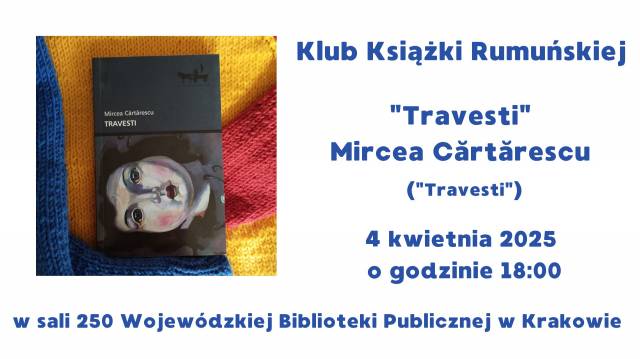 Klub Książki Rumuńskiej
"Travesti"
Mircea Cărtărescu
("Travesti")
4 kwietnia 2025
o godzinie 18:00
w sali 250 Wojewódzkiej Biblioteki Publicznej w Krakowie
Mircea Cărtărescu
TRAVESTI